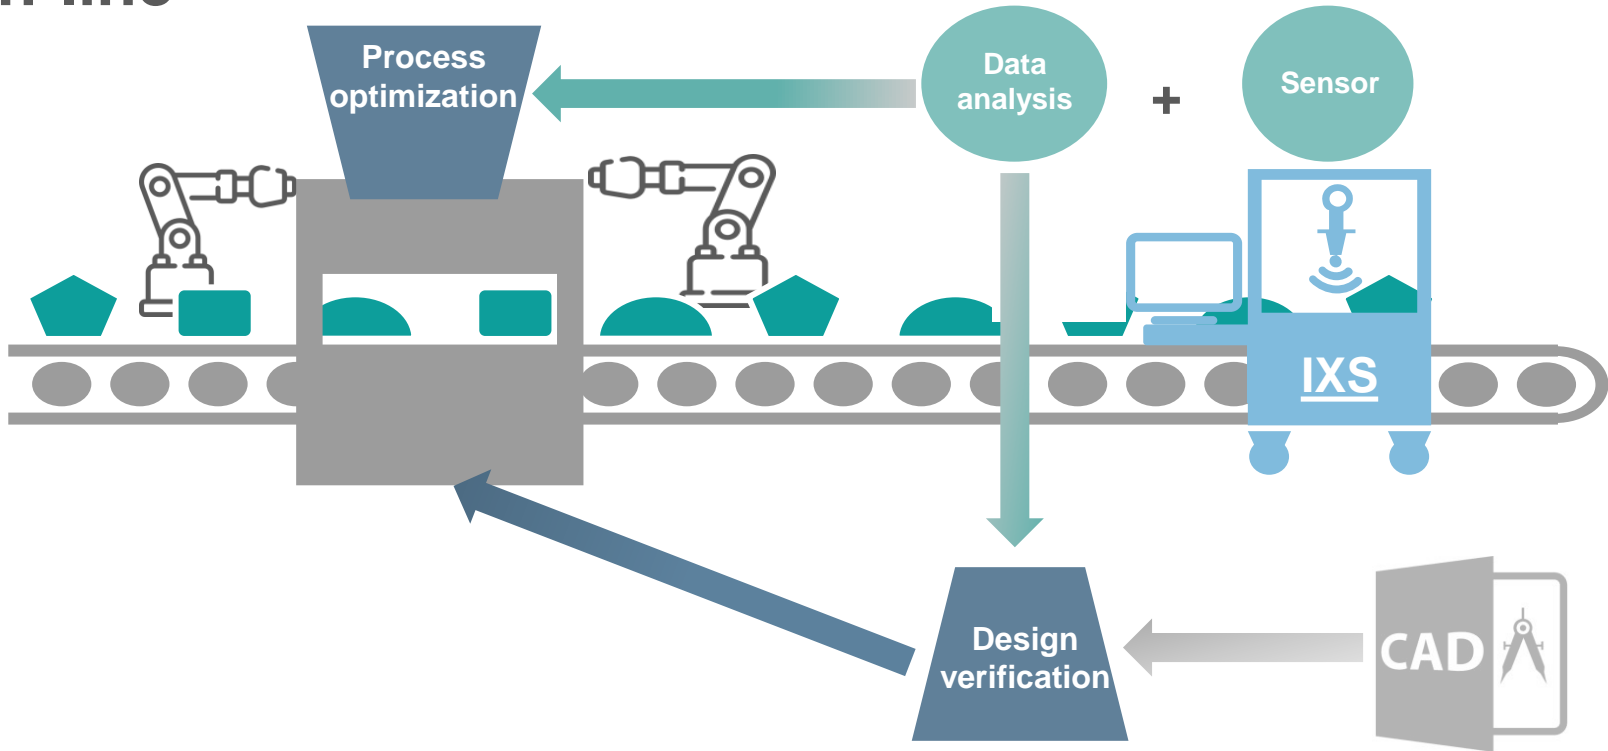 Process
optimization
Data
analysis
+
Sensor
IXS
Design
verification
CAD